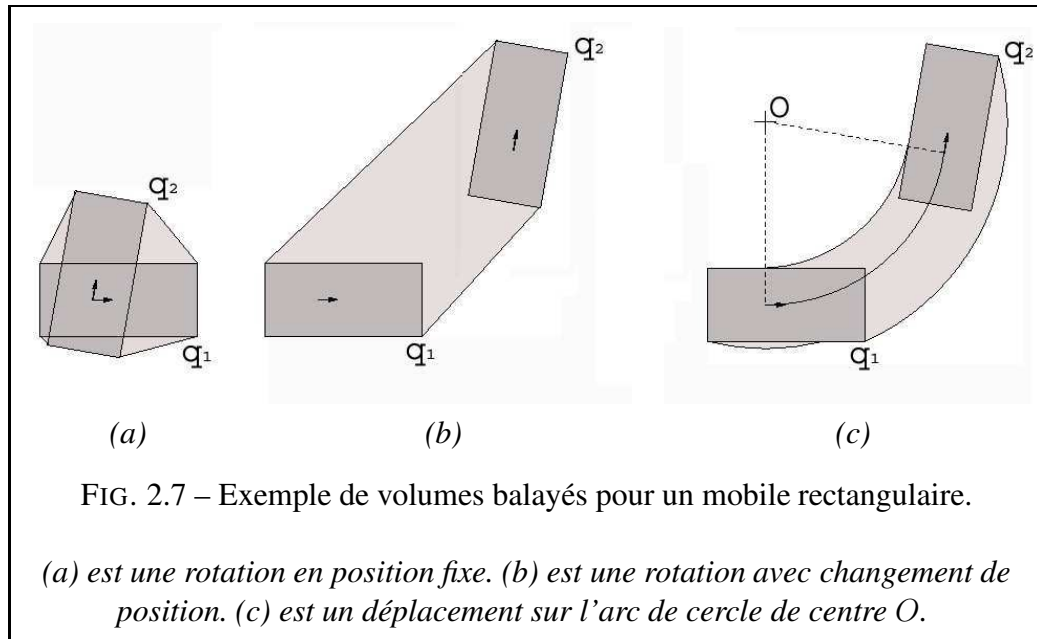 q₂
q₁
(a)
q₂
q₁
(b)
O
q₂
q₁
(c)
FIG. 2.7 – Exemple de volumes balayés pour un mobile rectangulaire.
(a) est une rotation en position fixe. (b) est une rotation avec changement de
position. (c) est un déplacement sur l'arc de cercle de centre O.